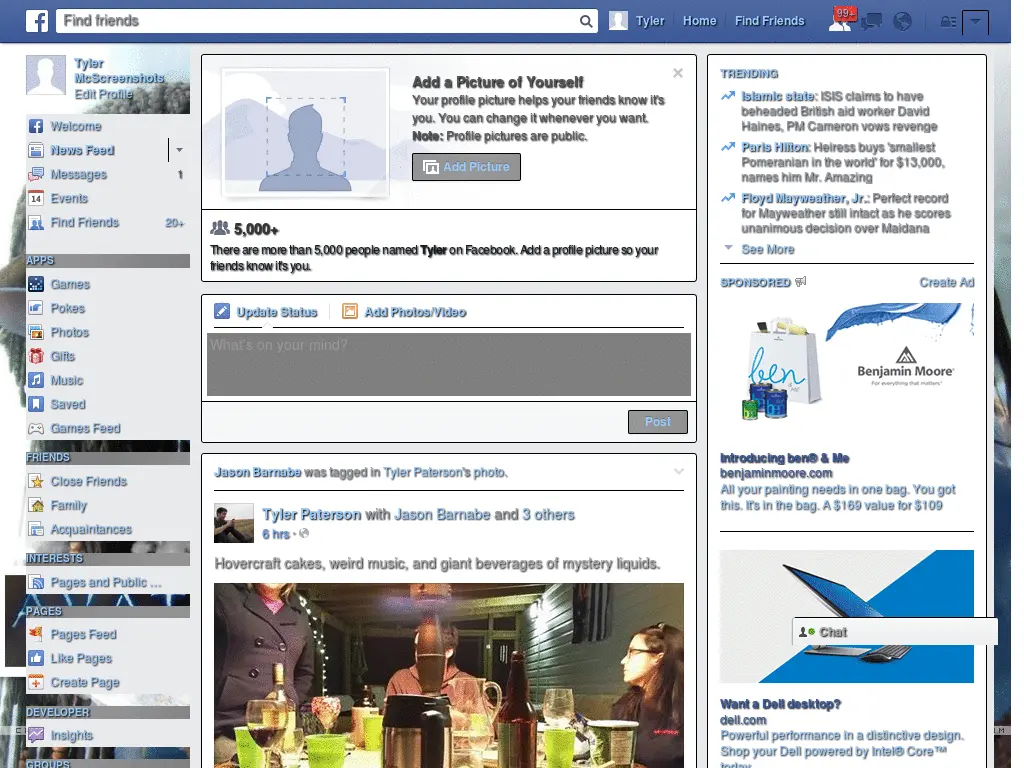 Find friends
Tyler
Home
Find Friends
99+
Tyler
McScreenshots
Edit Profile
Welcome
News Feed
Messages 1
14 Events
Find Friends 20+
APPS
Games
Pokes
Photos
Gifts
Music
Saved
Games Feed
FRIENDS
Close Friends
Family
Acquaintances
INTERESTS
Pages and Public ...
PAGES
Pages Feed
Like Pages
Create Page
DEVELOPER
Insights
GROUPS
Add a Picture of Yourself
Your profile picture helps your friends know it's
you. You can change it whenever you want.
Note: Profile pictures are public.
Add Picture
5,000+
There are more than 5,000 people named Tyler on Facebook. Add a profile picture so your
friends know it's you.
Update Status
Add Photos/Video
What's on your mind?
Post
Jason Barnabe was tagged in Tyler Paterson's photo.
Tyler Paterson with Jason Barnabe and 3 others
6 hrs ·
Hovercraft cakes, weird music, and giant beverages of mystery liquids.
TRENDING
Islamic state: ISIS claims to have
beheaded British aid worker David
Haines, PM Cameron vows revenge
Paris Hilton: Heiress buys 'smallest
Pomeranian in the world' for $13,000,
names him Mr. Amazing
Floyd Mayweather, Jr.: Perfect record
for Mayweather still intact as he scores
unanimous decision over Maidana
See More
SPONSORED
Create Ad
ben
& ME
Benjamin Moore®
For everything that matters.™
Introducing ben® & Me
benjaminmoore.com
All your painting needs in one bag. You got
this. It's in the bag. A $169 value for $109
Chat
Want a Dell desktop?
dell.com
Powerful performance in a distinctive design.
Shop your Dell powered by Intel® Core™
today